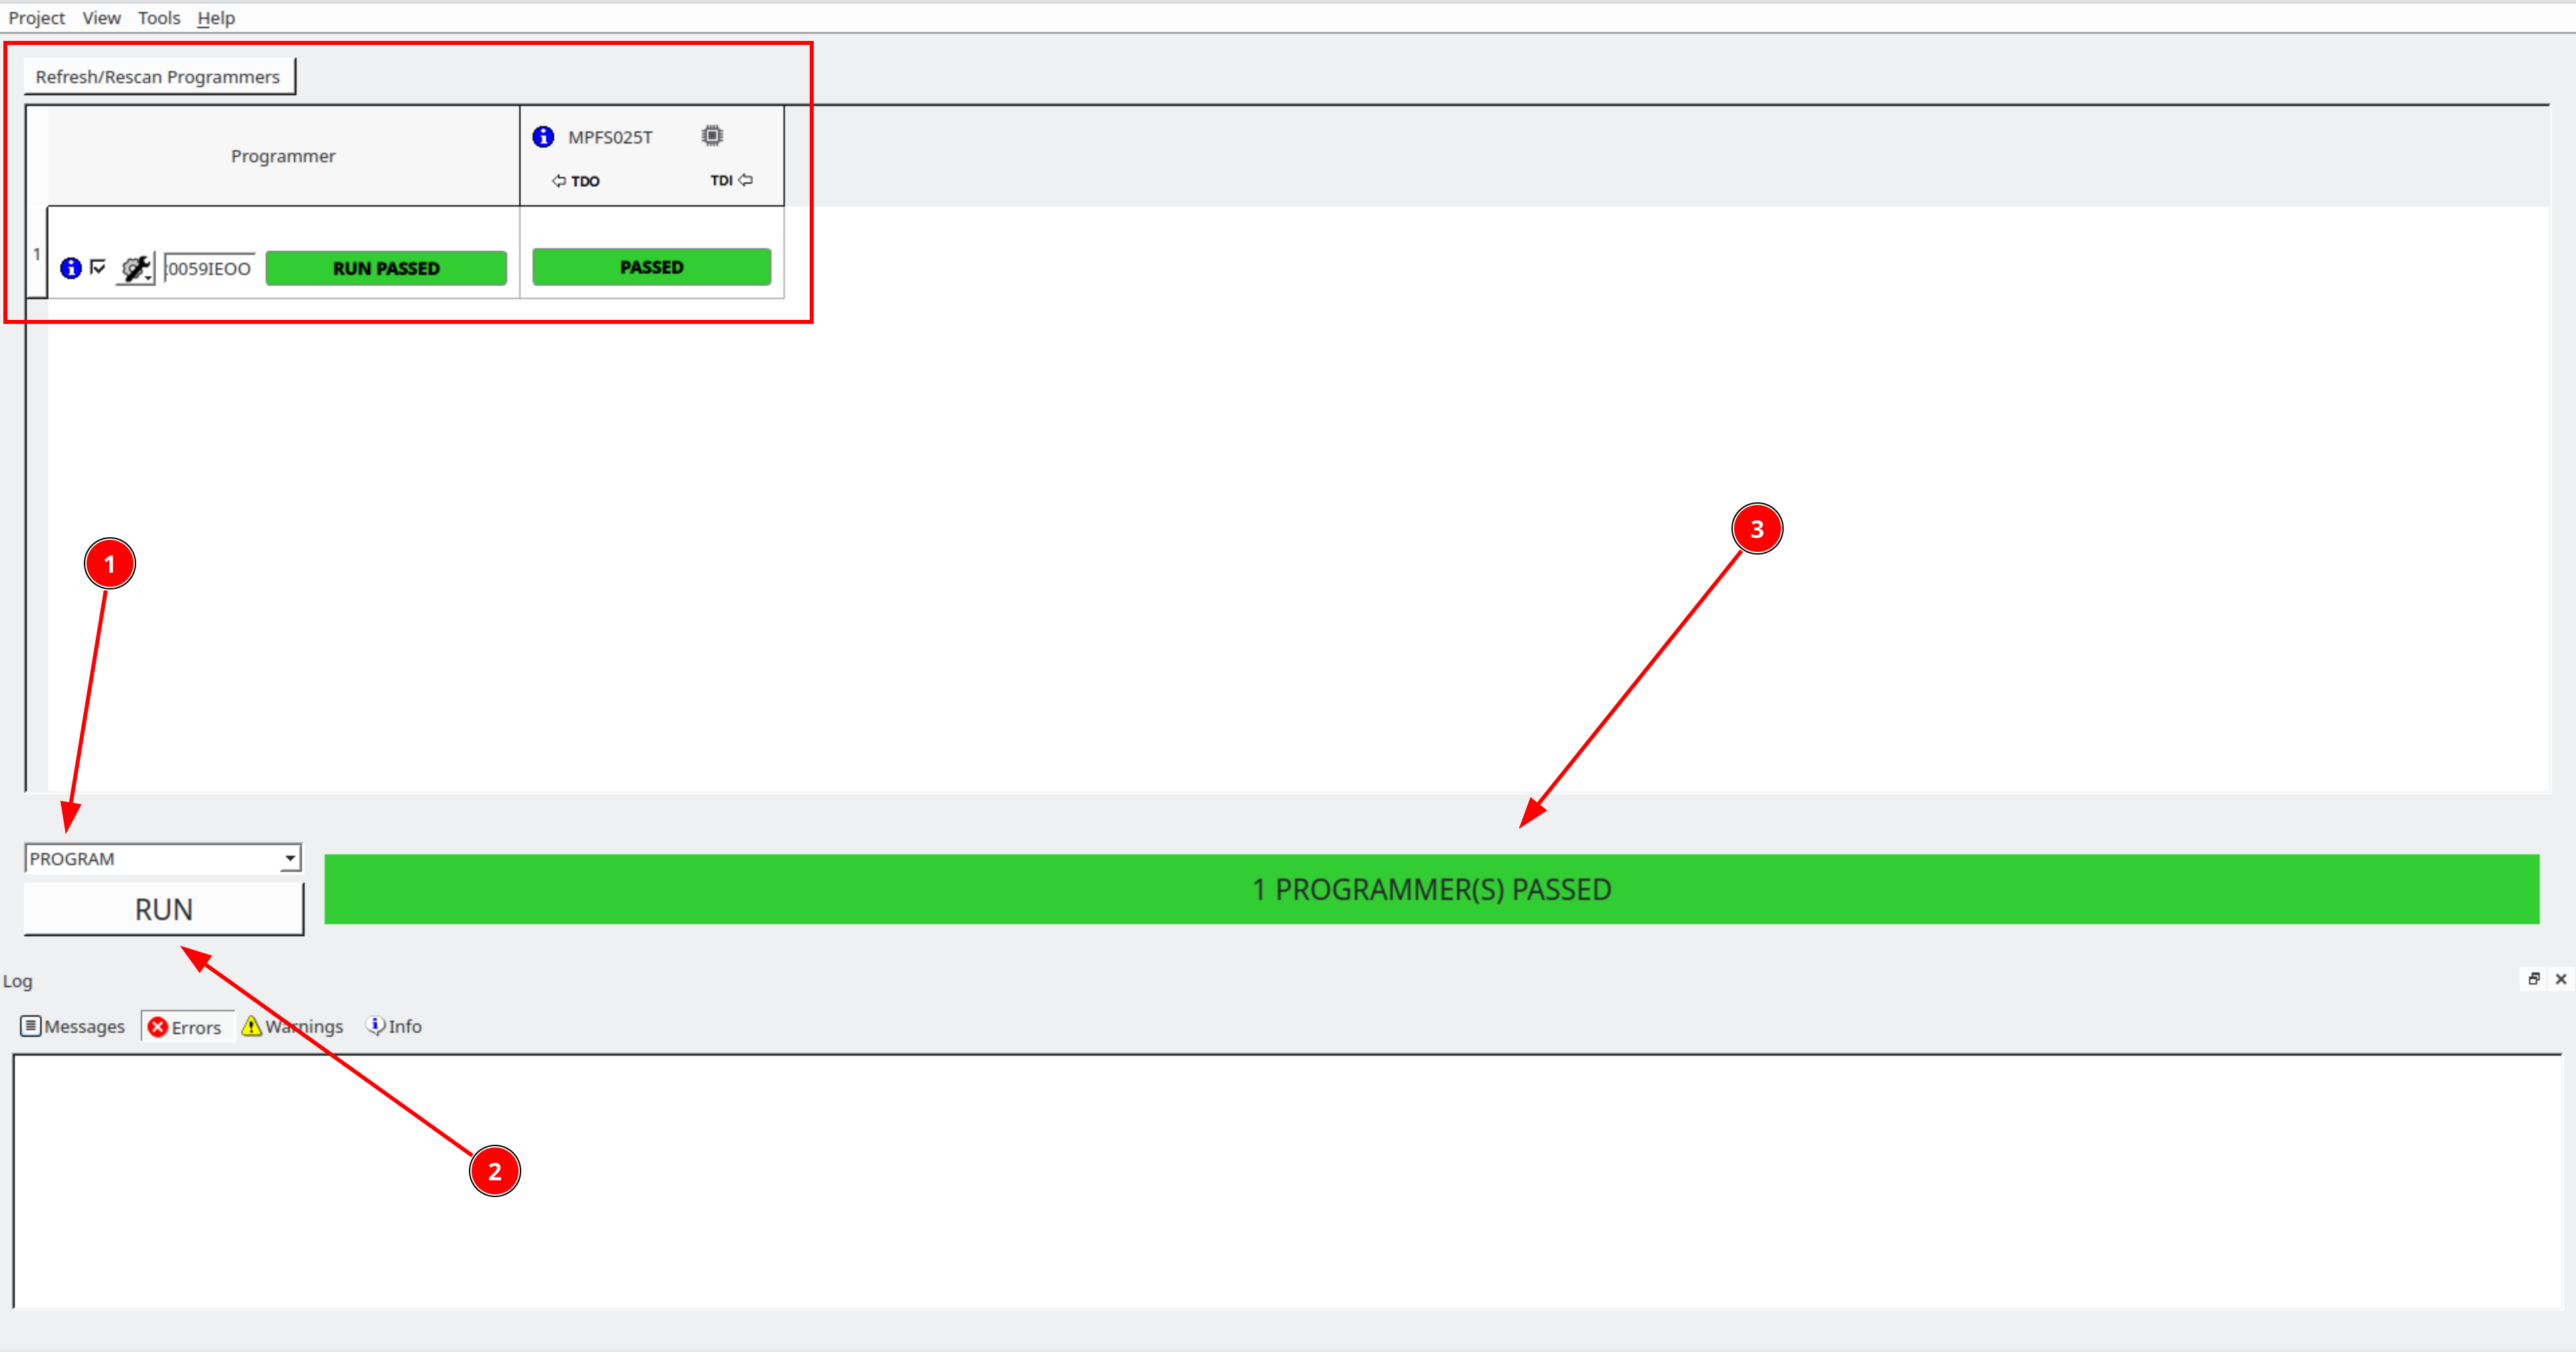 Project View Tools Help
Refresh/Rescan Programmers
Programmer
MPFS025T
TDO TDI
1
0059IEOO RUN PASSED PASSED
3
1
PROGRAM
RUN
1 PROGRAMMER(S) PASSED
Log
Messages Errors Warnings Info
2